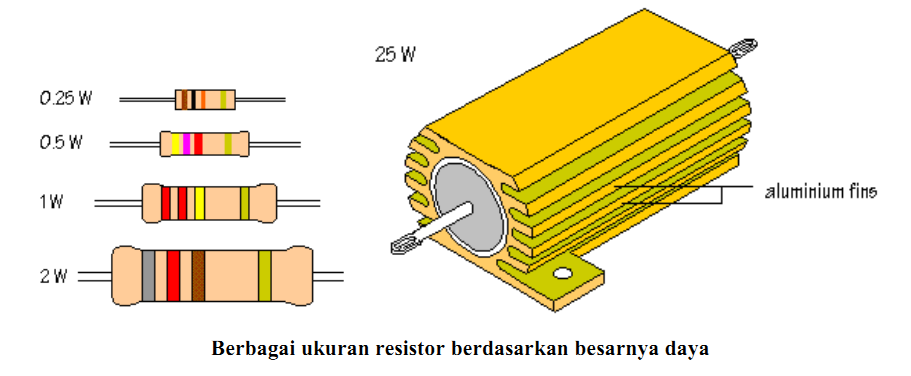 25 W
0.25 W
0.5 W
1 W
2 W
aluminium fins
Berbagai ukuran resistor berdasarkan besarnya daya